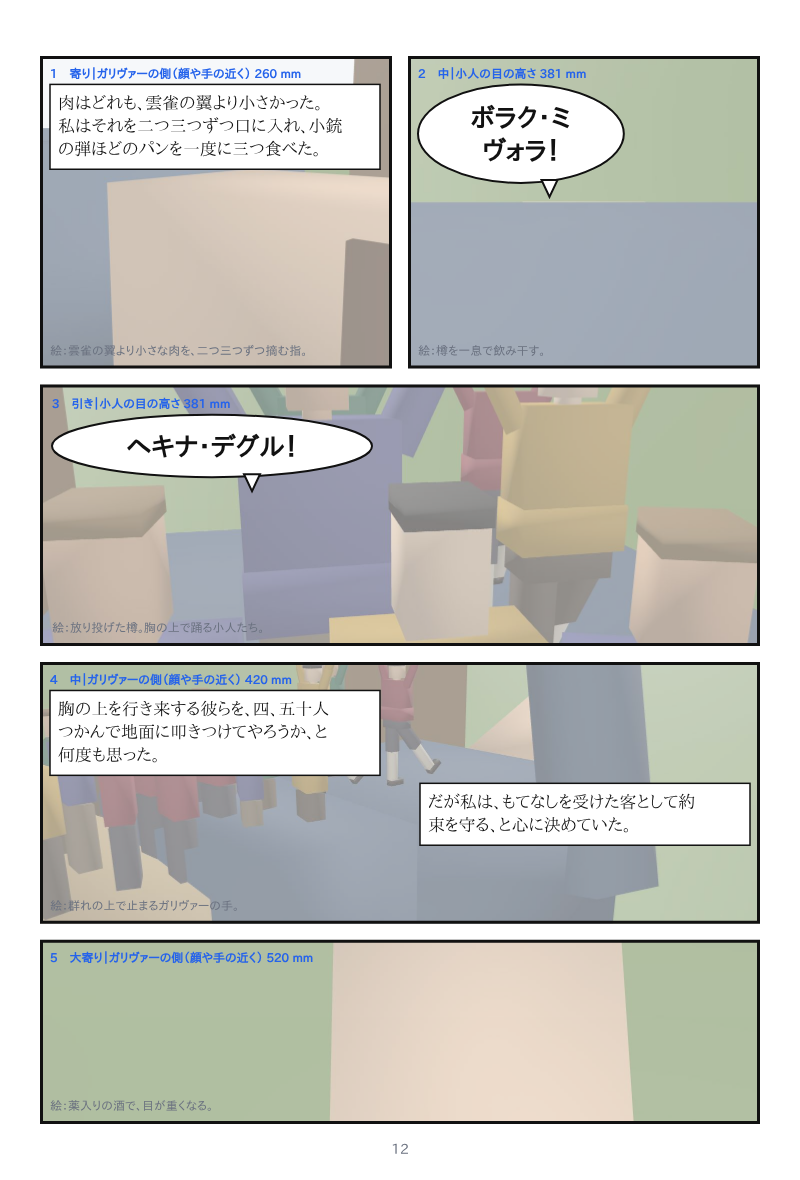 1 寄り|ガリヴァーの側(顔や手の近く) 260 mm
肉はどれも、雲雀の翼より小さかった。
私はそれを二つ三つずつ口に入れ、小銃
の弾ほどのパンを一度に三つ食べた。
絵:雲雀の翼より小さな肉を、二つ三つずつ摘む指。
2 中|小人の目の高さ 381 mm
ボラク・ミ
ヴォラ!
絵:樽を一息で飲み干す。
3 引き|小人の目の高さ 381 mm
ヘキナ・デグル!
絵:放り投げた樽。胸の上で踊る小人たち。
4 中|ガリヴァーの側(顔や手の近く) 420 mm
胸の上を行き来する彼らを、四、五十人
つかんで地面に叩きつけてやろうか、と
何度も思った。
だが私は、もてなしを受けた客として約
束を守る、と心に決めていた。
絵:群れの上で止まるガリヴァーの手。
5 大寄り|ガリヴァーの側(顔や手の近く) 520 mm
絵:薬入りの酒で、目が重くなる。
12